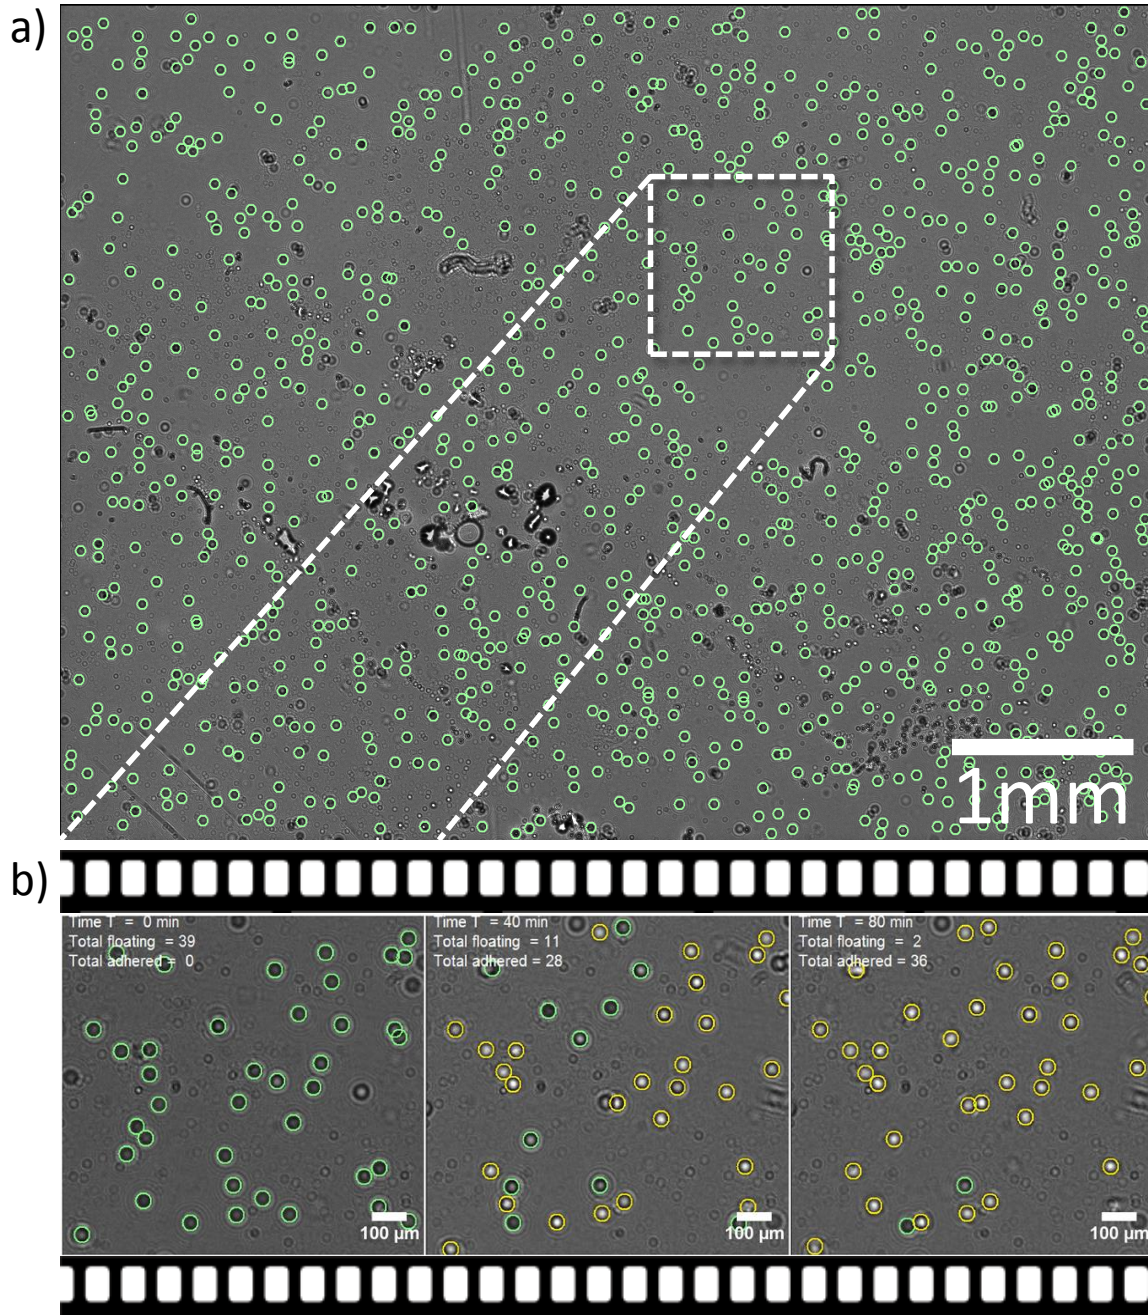 a)
1mm
b)
Time T  = 0 min
Total floating  = 39
Total adhered =  0
100 µm
Time T  = 40 min
Total floating  = 11
Total adhered = 28
100 µm
Time T  = 80 min
Total floating  =  2
Total adhered = 36
100 µm